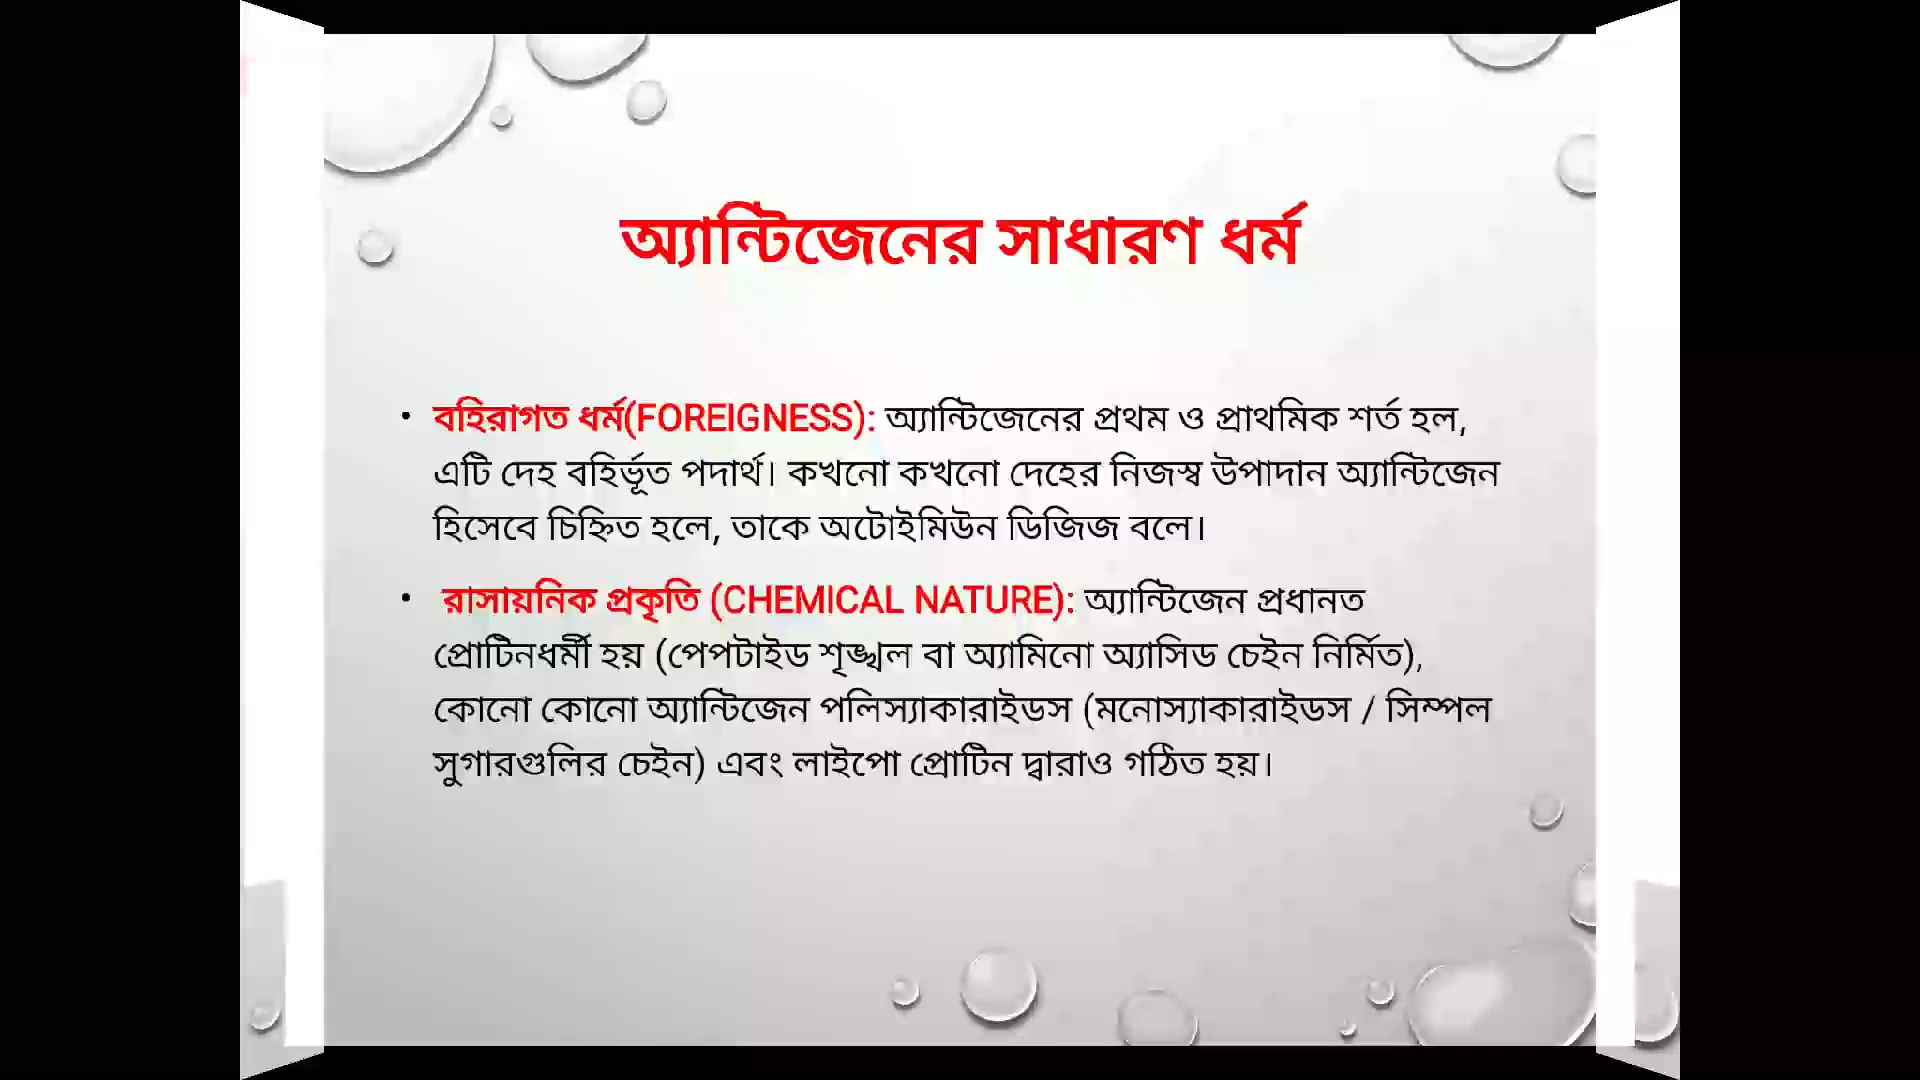 অ্যান্টিজেনের সাধারণ ধর্ম
• বহিরাগত ধর্ম(FOREIGNESS): অ্যান্টিজেনের প্রথম ও প্রাথমিক শর্ত হল,
এটি দেহ বহির্ভূত পদার্থ। কখনো কখনো দেহের নিজস্ব উপাদান অ্যান্টিজেন
হিসেবে চিহ্নিত হলে, তাকে অটোইমিউন ডিজিজ বলে।
• রাসায়নিক প্রকৃতি (CHEMICAL NATURE): অ্যান্টিজেন প্রধানত
প্রোটিনধর্মী হয় (পেপটাইড শৃঙ্খল বা অ্যামিনো অ্যাসিড চেইন নির্মিত),
কোনো কোনো অ্যান্টিজেন পলিস্যাকারাইডস (মনোস্যাকারাইডস / সিম্পল
সুগারগুলির চেইন) এবং লাইপো প্রোটিন দ্বারাও গঠিত হয়।